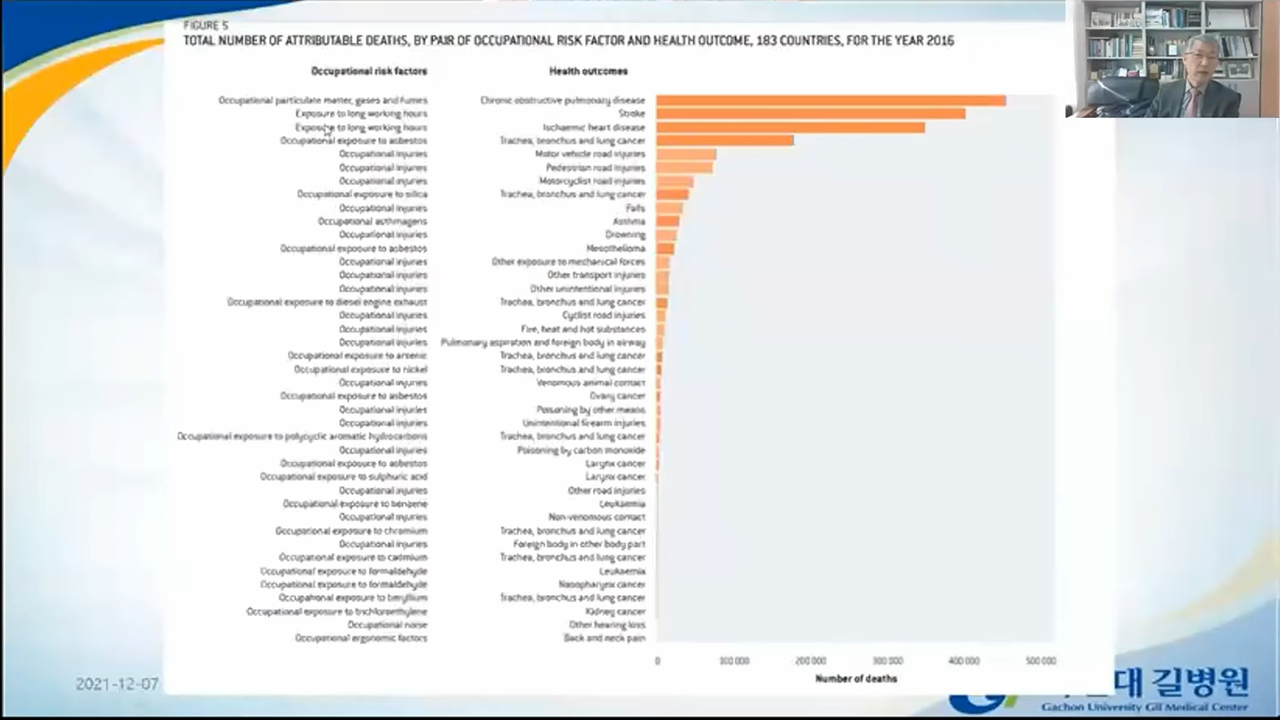 FIGURE 5
TOTAL NUMBER OF ATTRIBUTABLE DEATHS, BY PAIR OF OCCUPATIONAL RISK FACTOR AND HEALTH OUTCOME, 183 COUNTRIES, FOR THE YEAR 2016
Occupational risk factors Health outcomes
Occupational particulate matter, gases and fumes Chronic obstructive pulmonary disease
Exposure to long working hours Stroke
Exposure to long working hours Ischaemic heart disease
Occupational exposure to asbestos Trachea, bronchus and lung cancer
Occupational injuries Motor vehicle road injuries
Occupational injuries Pedestrian road injuries
Occupational injuries Motorcyclist road injuries
Occupational exposure to silica Trachea, bronchus and lung cancer
Occupational injuries Falls
Occupational asthmagens Asthma
Occupational injuries Drowning
Occupational exposure to asbestos Mesothelioma
Occupational injuries Other exposure to mechanical forces
Occupational injuries Other transport injuries
Occupational injuries Other unintentional injuries
Occupational exposure to diesel engine exhaust Trachea, bronchus and lung cancer
Occupational injuries Cyclist road injuries
Occupational injuries Fire, heat and hot substances
Occupational injuries Pulmonary aspiration and foreign body in airway
Occupational exposure to arsenic Trachea, bronchus and lung cancer
Occupational exposure to nickel Trachea, bronchus and lung cancer
Occupational injuries Venomous animal contact
Occupational exposure to asbestos Ovary cancer
Occupational injuries Poisoning by other means
Occupational injuries Unintentional firearm injuries
Occupational exposure to polycyclic aromatic hydrocarbons Trachea, bronchus and lung cancer
Occupational injuries Poisoning by carbon monoxide
Occupational exposure to asbestos Larynx cancer
Occupational exposure to sulphuric acid Larynx cancer
Occupational injuries Other road injuries
Occupational exposure to benzene Leukaemia
Occupational injuries Non-venomous contact
Occupational exposure to chromium Trachea, bronchus and lung cancer
Occupational injuries Foreign body in other body part
Occupational exposure to cadmium Trachea, bronchus and lung cancer
Occupational exposure to formaldehyde Leukaemia
Occupational exposure to formaldehyde Nasopharynx cancer
Occupational exposure to beryllium Trachea, bronchus and lung cancer
Occupational exposure to trichloroethylene Kidney cancer
Occupational noise Other hearing loss
Occupational ergonomic factors Back and neck pain
0 100 000 200 000 300 000 400 000 500 000
Number of deaths
2021-12-07
대 길병원
Gachon University Gil Medical Center